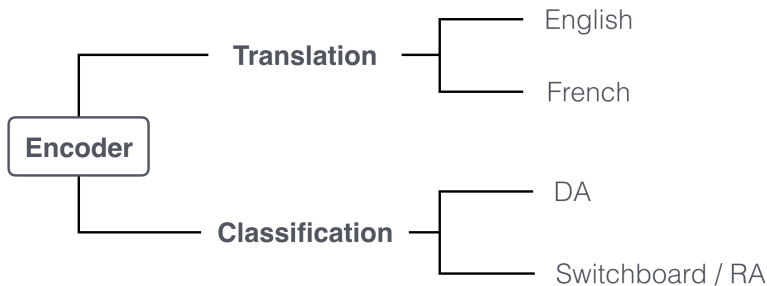 English
Translation
French
Encoder
DA
Classification
Switchboard / RA